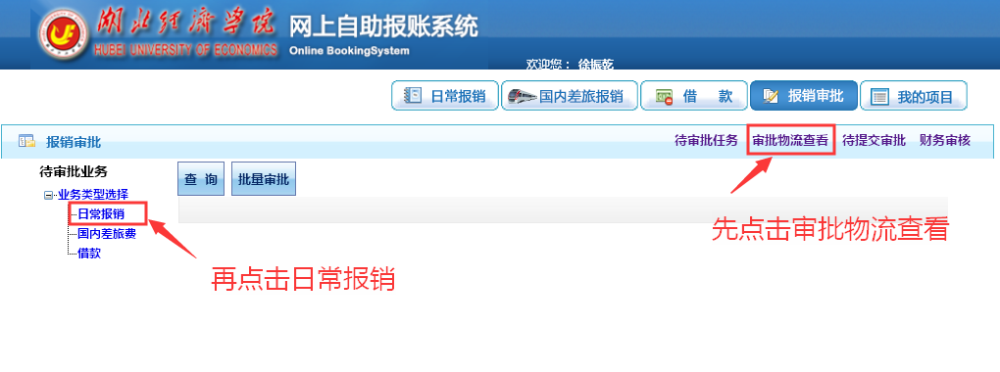 湖北经济学院 网上自助报账系统
HUBEI UNIVERSITY OF ECONOMICS Online BookingSystem
欢迎您： 徐振乾
日常报销 国内差旅报销 借 款 报销审批 我的项目
报销审批 待审批任务 审批物流查看 待提交审批 财务审核
待审批业务
查 询 批量审批
业务类型选择
日常报销
国内差旅费
借款
先点击审批物流查看
再点击日常报销